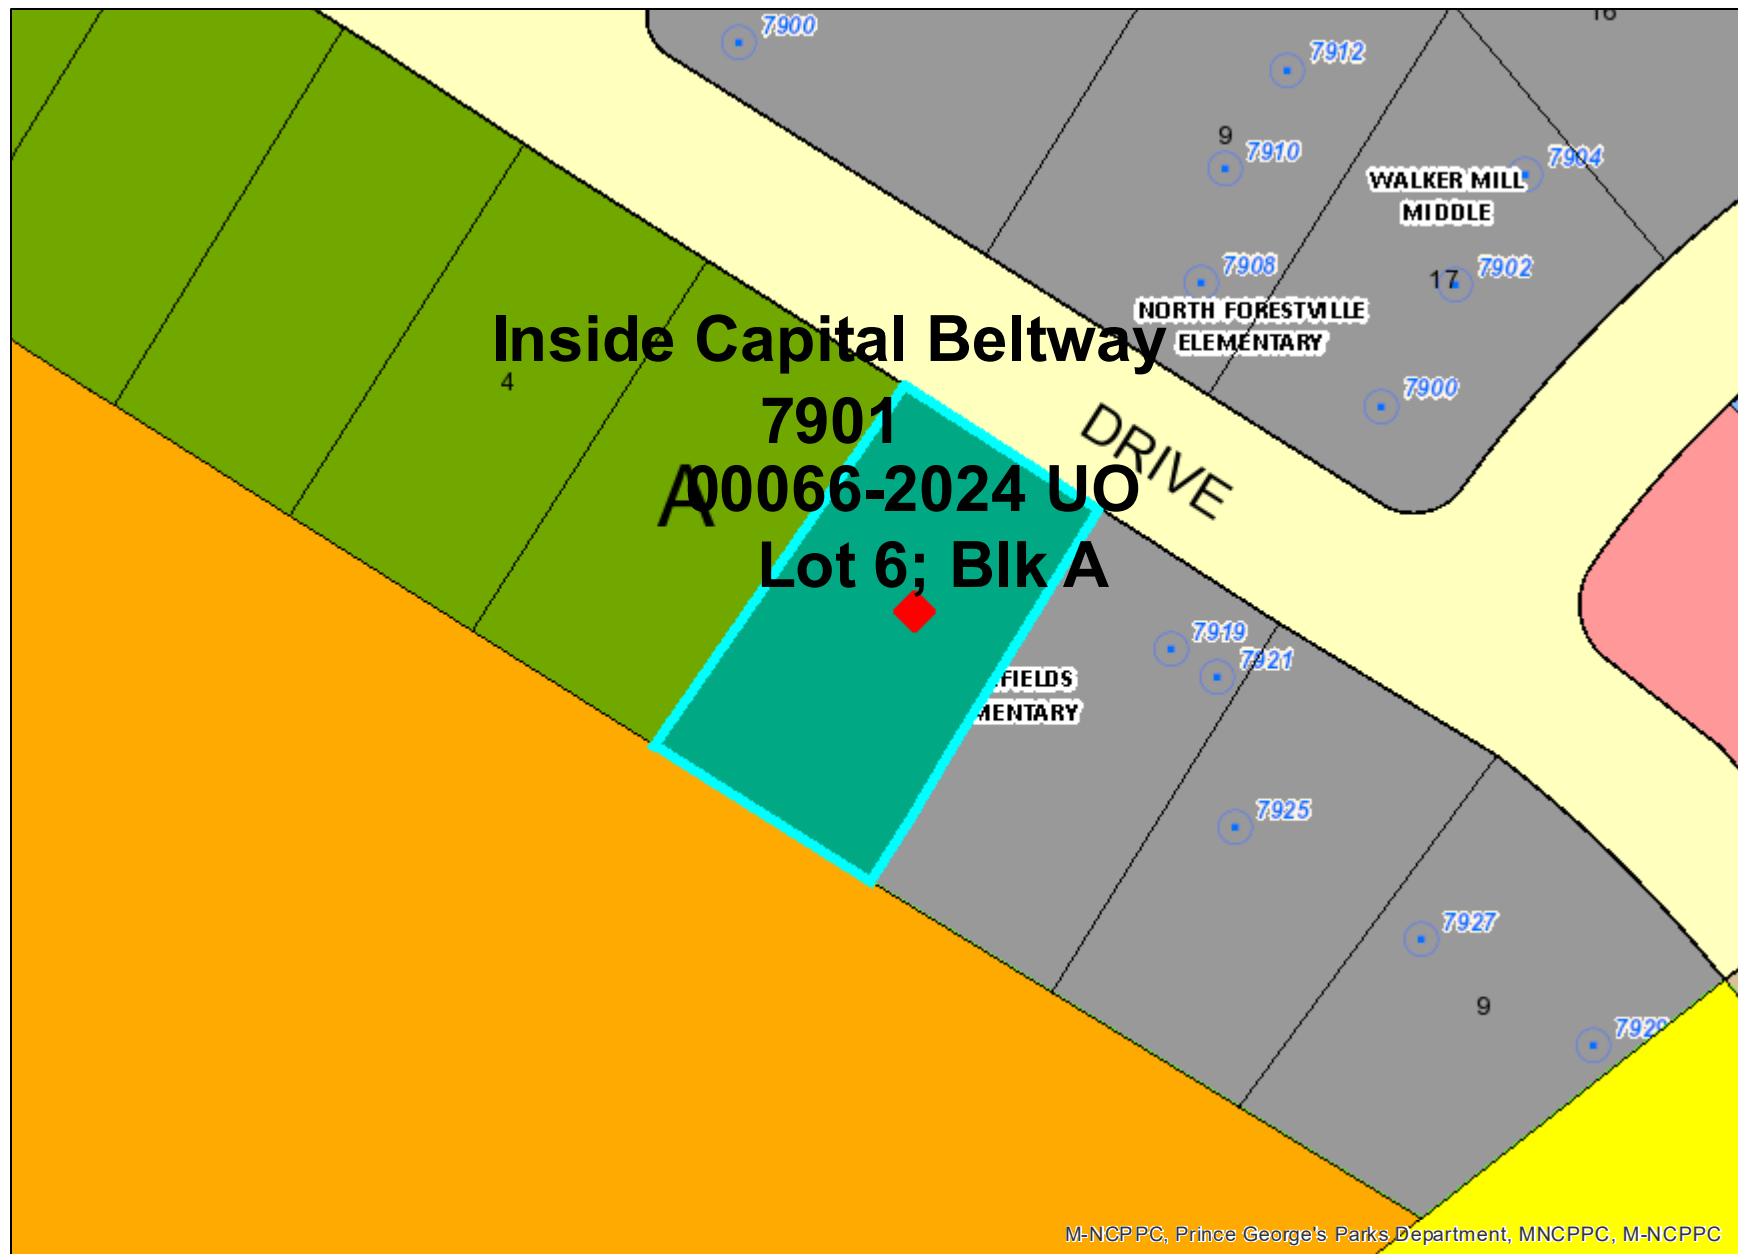 16
7900
7912
9
7910
7904
WALKER MILL
MIDDLE
7908
17
7902
NORTH FORESTVILLE
ELEMENTARY
Inside Capital Beltway
4
7900
7901
DRIVE
A
00066-2024 UO
Lot 6; Blk A
7919
7921
FIELDS
MENTARY
7925
7927
9
7929
M-NCPPC, Prince George's Parks Department, MNCPPC, M-NCPPC